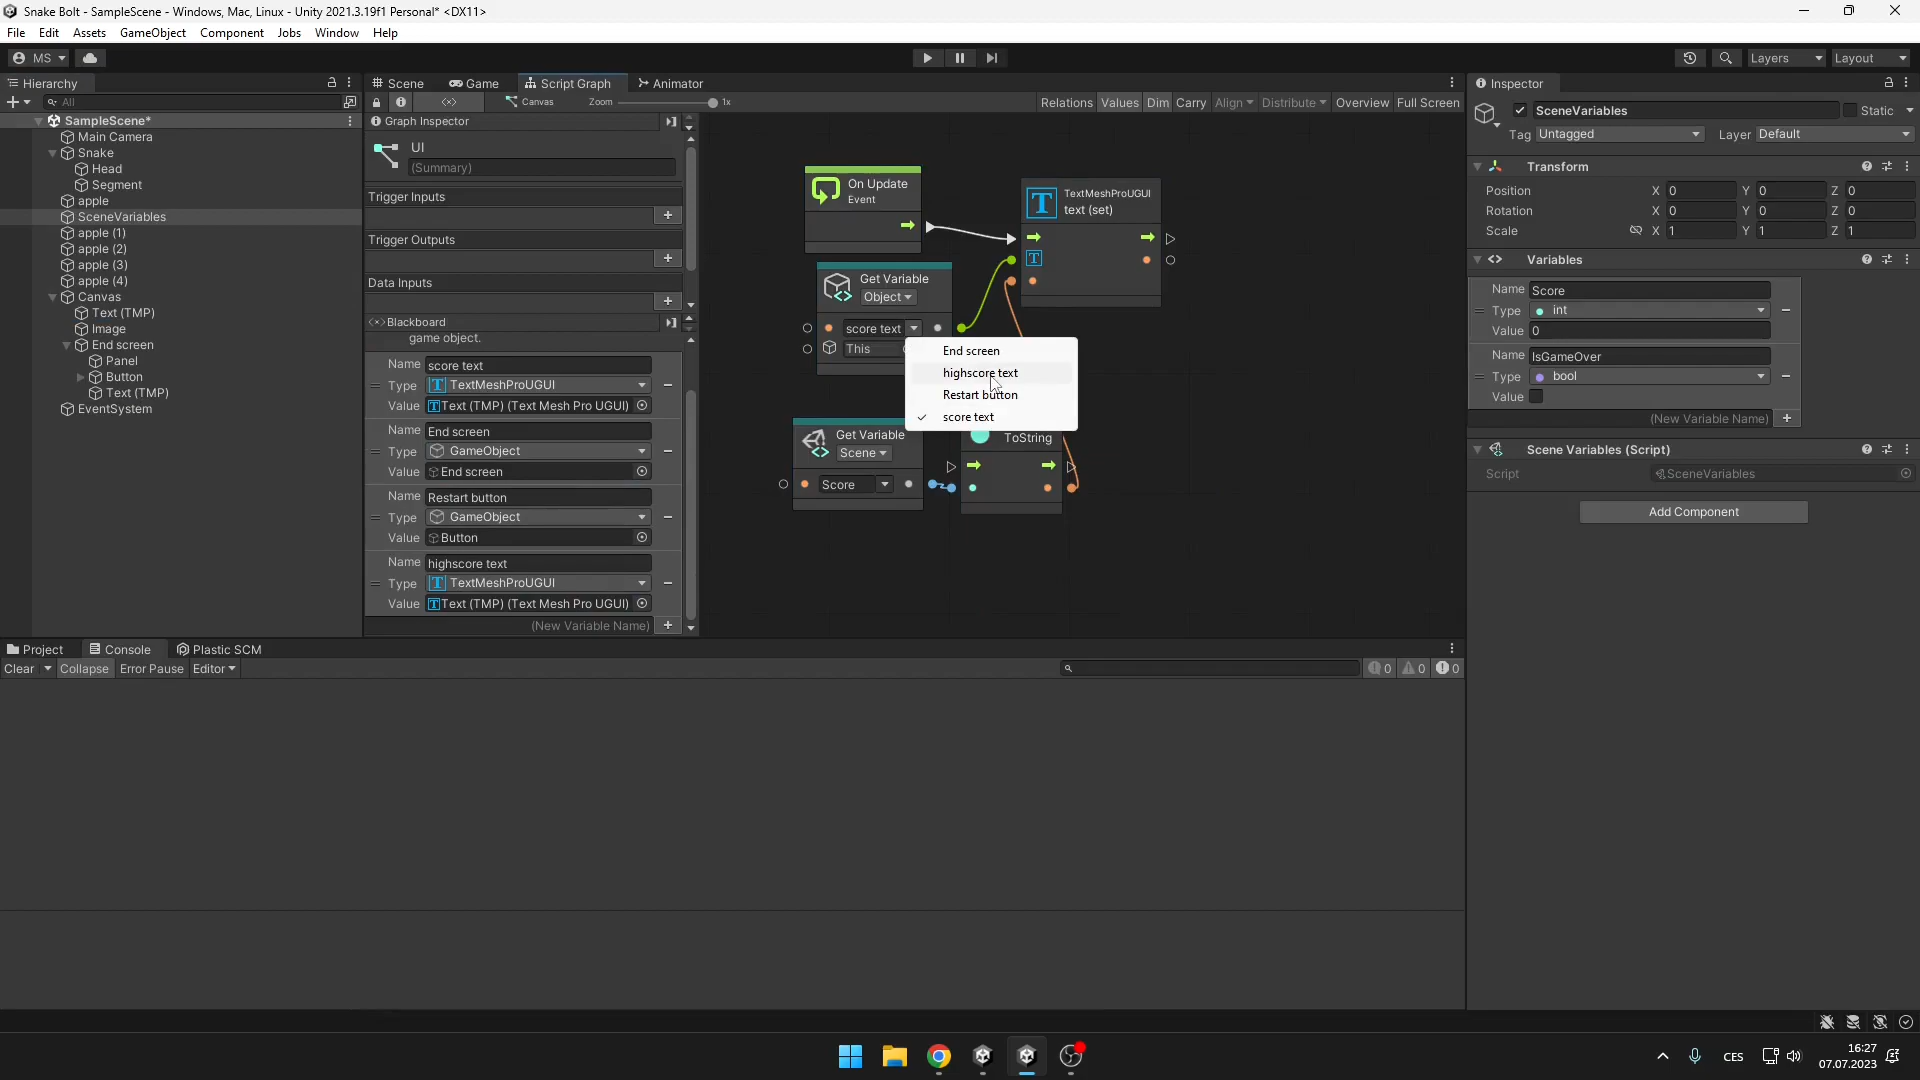 Snake Bolt - SampleScene - Windows, Mac, Linux - Unity 2021.3.19f1 Personal* <DX11>
File Edit Assets GameObject Component Jobs Window Help
MS Layers Layout
Hierarchy
All
SampleScene*
Main Camera
Snake
Head
Segment
apple
SceneVariables
apple (1)
apple (2)
apple (3)
apple (4)
Canvas
Text (TMP)
Image
End screen
Panel
Button
Text (TMP)
EventSystem
Scene Game Script Graph Animator
Canvas Zoom 1x Relations Values Dim Carry Align Distribute Overview Full Screen
Graph Inspector
UI
(Summary)
Trigger Inputs
Trigger Outputs
Data Inputs
Blackboard
game object.
Name score text
Type TextMeshProUGUI
Value Text (TMP) (Text Mesh Pro UGUI)
Name End screen
Type GameObject
Value End screen
Name Restart button
Type GameObject
Value Button
Name highscore text
Type TextMeshProUGUI
Value Text (TMP) (Text Mesh Pro UGUI)
(New Variable Name)
On Update
Event
TextMeshProUGUI
text (set)
Get Variable
Object
score text
This
End screen
highscore text
Restart button
score text
Get Variable
Scene
Score
ToString
Inspector
SceneVariables Static
Tag Untagged Layer Default
Transform
Position X 0 Y 0 Z 0
Rotation X 0 Y 0 Z 0
Scale X 1 Y 1 Z 1
Variables
Name Score
Type int
Value 0
Name IsGameOver
Type bool
Value
(New Variable Name)
Scene Variables (Script)
Script SceneVariables
Add Component
Project Console Plastic SCM
Clear Collapse Error Pause Editor 0 0 0
CES
16:27
07.07.2023